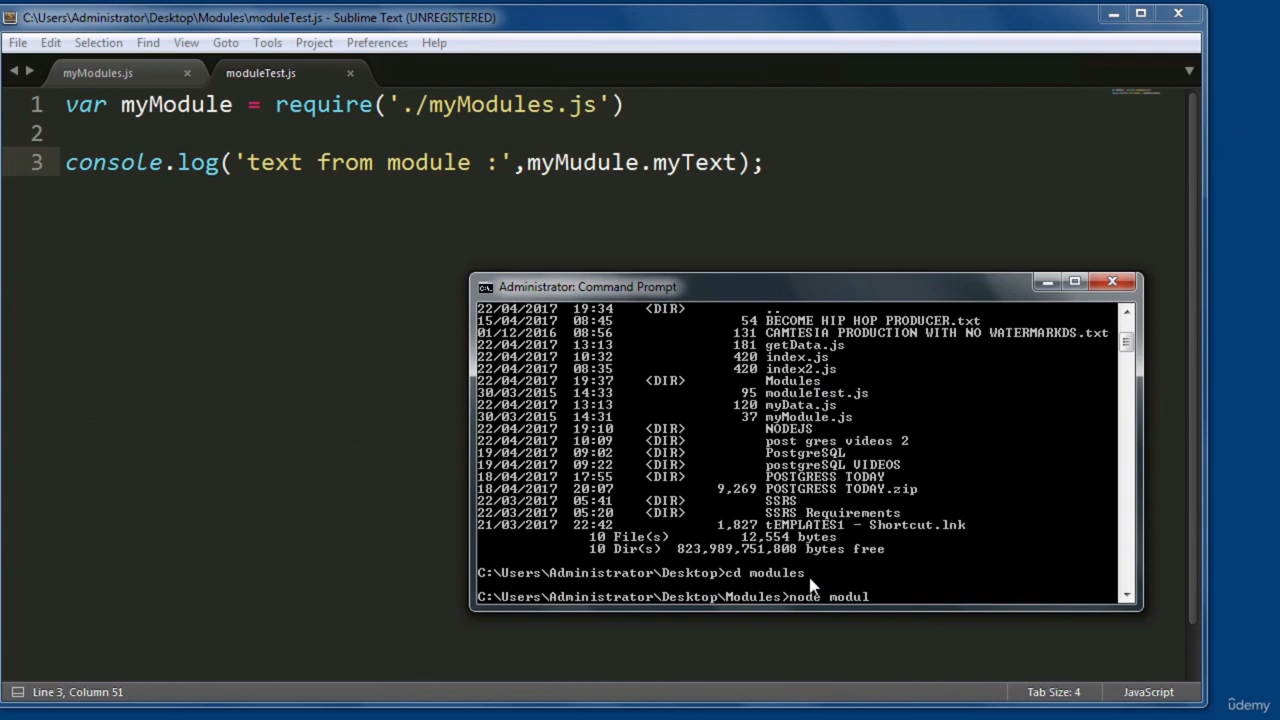 C:\Users\Administrator\Desktop\Modules\moduleTest.js - Sublime Text (UNREGISTERED)
File Edit Selection Find View Goto Tools Project Preferences Help
myModules.js × moduleTest.js ×
1 var myModule = require('./myModules.js')
2
3 console.log('text from module :',myMudule.myText);
Administrator: Command Prompt
22/04/2017 19:34 <DIR> ..
15/04/2017 08:45 54 BECOME HIP HOP PRODUCER.txt
01/12/2016 08:56 131 CAMTESIA PRODUCTION WITH NO WATERMARKDS.txt
22/04/2017 13:13 181 getData.js
22/04/2017 10:32 420 index.js
22/04/2017 08:35 420 index2.js
22/04/2017 19:37 <DIR> Modules
30/03/2015 14:33 95 moduleTest.js
22/04/2017 13:13 120 myData.js
30/03/2015 14:31 37 myModule.js
22/04/2017 19:10 <DIR> NODEJS
22/04/2017 10:09 <DIR> post gres videos 2
19/04/2017 09:02 <DIR> PostgreSQL
19/04/2017 09:22 <DIR> postgreSQL VIDEOS
18/04/2017 17:55 <DIR> POSTGRESS TODAY
18/04/2017 20:07 9,269 POSTGRESS TODAY.zip
22/03/2017 05:41 <DIR> SSRS
22/03/2017 05:20 <DIR> SSRS Requirements
21/03/2017 22:42 1,827 tEMPLATES1 - Shortcut.lnk
10 File(s) 12,554 bytes
10 Dir(s) 823,989,751,808 bytes free
C:\Users\Administrator\Desktop>cd modules
C:\Users\Administrator\Desktop\Modules>node modul
Line 3, Column 51 Tab Size: 4 JavaScript
ûdemy